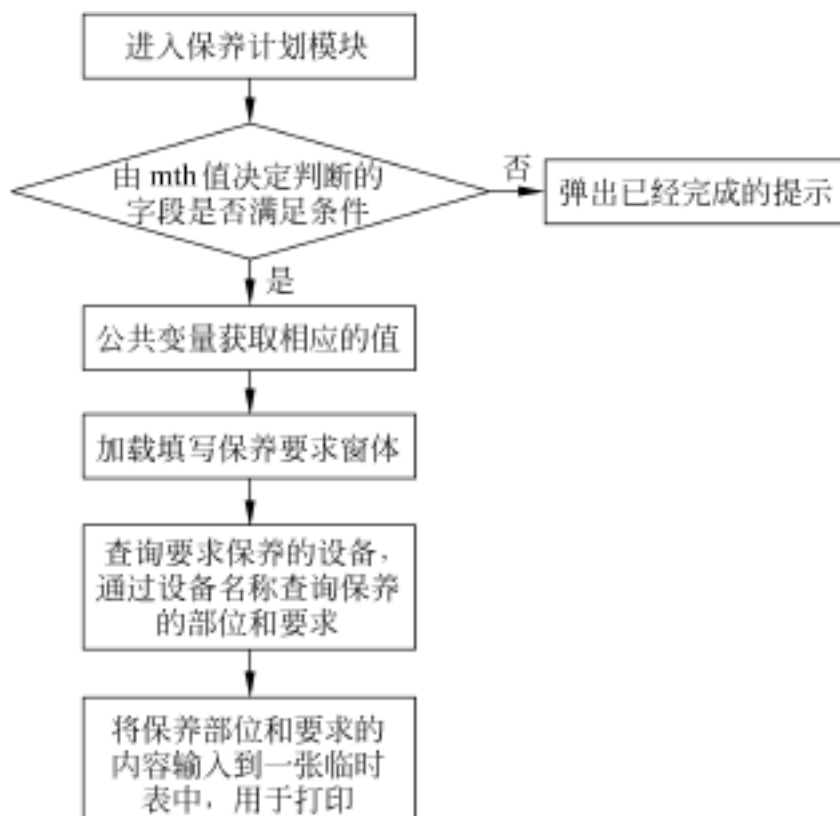 进入保养计划模块
由 mth 值决定判断的
字段是否满足条件
否
弹出已经完成的提示
是
公共变量获取相应的值
加载填写保养要求窗体
查询要求保养的设备，
通过设备名称查询保养
的部位和要求
将保养部位和要求的
内容输入到一张临时
表中，用于打印